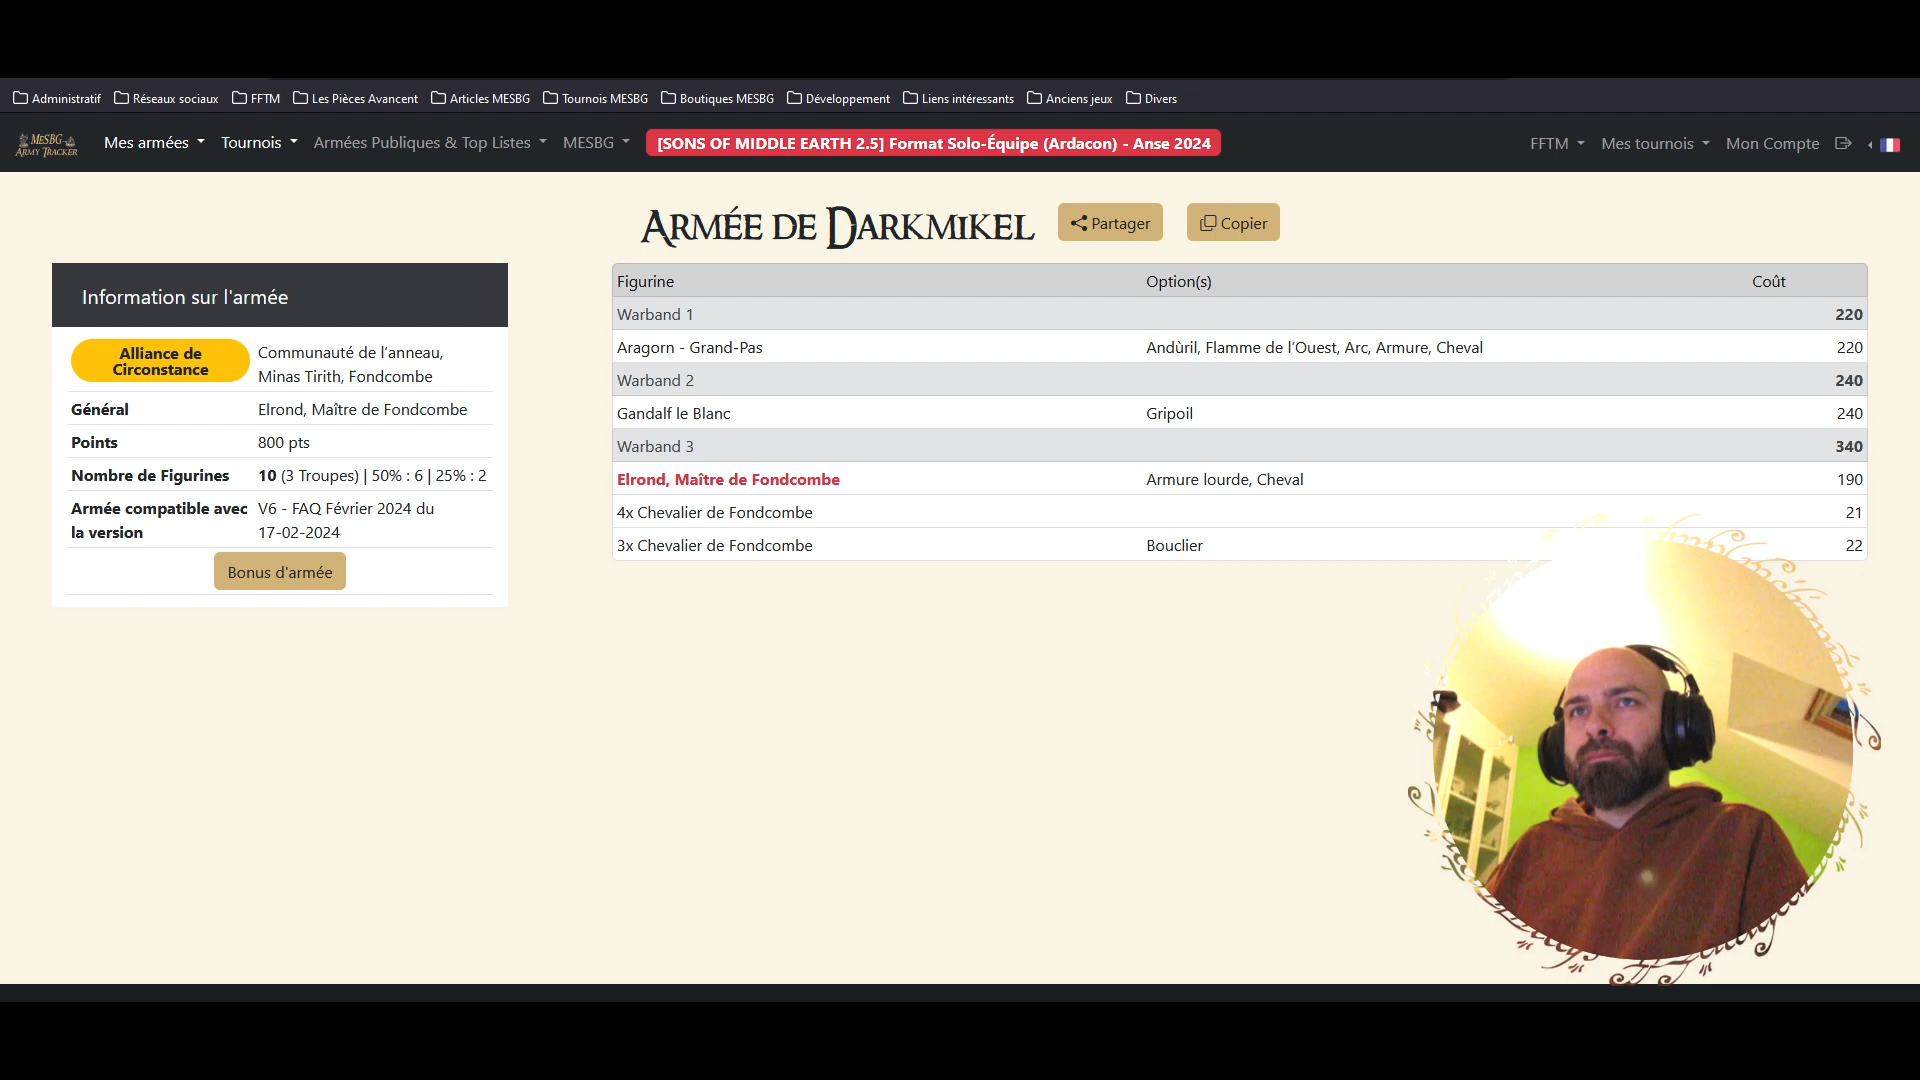 Administratif Réseaux sociaux FFTM Les Pièces Avancent Articles MESBG Tournois MESBG Boutiques MESBG Développement Liens intéressants Anciens jeux Divers
MESBG
ARMY TRACKER
Mes armées Tournois Armées Publiques & Top Listes MESBG [SONS OF MIDDLE EARTH 2.5] Format Solo-Équipe (Ardacon) - Anse 2024 FFTM Mes tournois Mon Compte
ARMÉE DE DARKMIKEL Partager Copier
Information sur l'armée
Alliance de
Circonstance
Communauté de l’anneau,
Minas Tirith, Fondcombe
Général Elrond, Maître de Fondcombe
Points 800 pts
Nombre de Figurines 10 (3 Troupes) | 50% : 6 | 25% : 2
Armée compatible avec
la version
V6 - FAQ Février 2024 du
17-02-2024
Bonus d'armée
Figurine Option(s) Coût
Warband 1 220
Aragorn - Grand-Pas Andùril, Flamme de l’Ouest, Arc, Armure, Cheval 220
Warband 2 240
Gandalf le Blanc Gripoil 240
Warband 3 340
Elrond, Maître de Fondcombe Armure lourde, Cheval 190
4x Chevalier de Fondcombe 21
3x Chevalier de Fondcombe Bouclier 22